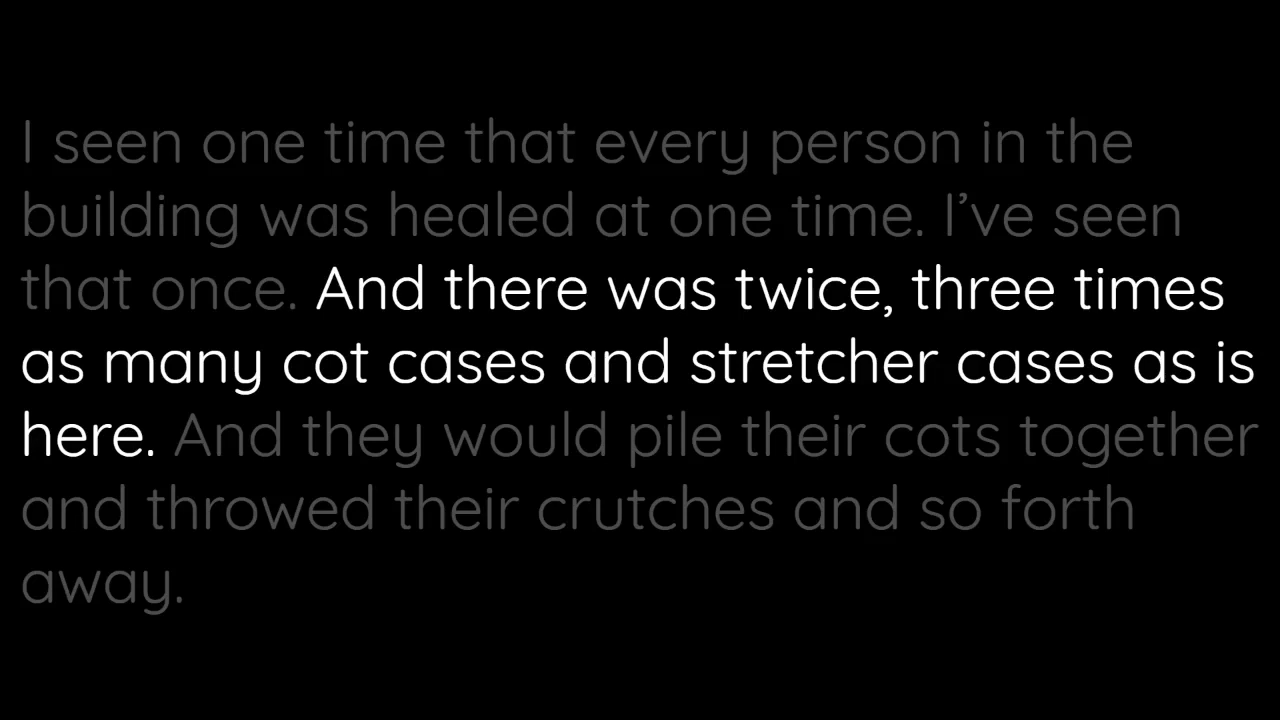 I seen one time that every person in the
building was healed at one time. I’ve seen
that once. And there was twice, three times
as many cot cases and stretcher cases as is
here. And they would pile their cots together
and throwed their crutches and so forth
away.